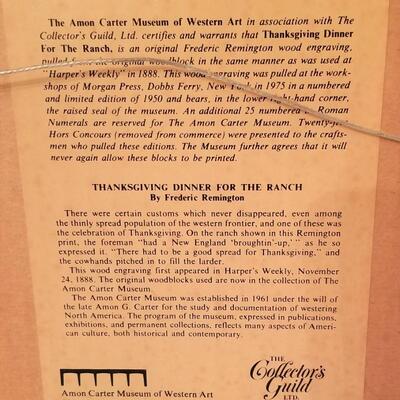 The Amon Carter Museum of Western Art in association with The
Collector's Guild, Ltd. certifies and warrants that Thanksgiving Dinner
For The Ranch, is an original Frederic Remington wood engraving,
pulled from the original woodblock in the same manner as was used at
"Harper's Weekly" in 1888. This wood engraving was pulled at the work-
shops of Morgan Press, Dobbs Ferry, New York in 1975 in a numbered
and limited edition of 1950 and bears, in the lower right-hand corner,
the raised seal of the museum. An additional 25 numbered in Roman
Numerals are reserved for The Amon Carter Museum. Twenty-five
Hors Concours (removed from commerce) were presented to the crafts-
men who pulled these editions. The Museum further agrees that it will
never again allow these blocks to be printed.
THANKSGIVING DINNER FOR THE RANCH
By Frederic Remington
There were certain customs which never disappeared, even among
the thinly spread population of the western frontier, and one of those
was the celebration of Thanksgiving. On the ranch shown in this Remington
print, the foreman "had a New England 'broughtin'-up,' " as he so
expressed it. "There had to be a good spread for Thanksgiving," and
the cowhands pitched in to fill the larder.
This wood engraving first appeared in Harper's Weekly, November
24, 1888. The original woodblocks used are now in the collection of The
Amon Carter Museum.
The Amon Carter Museum was established in 1961 under the will of
the late Amon G. Carter for the study and documentation of westering
North America. The program of the museum, expressed in publications,
exhibitions, and permanent collections, reflects many aspects of Ameri-
can culture, both historical and contemporary.
Amon Carter Museum of Western Art
THE
Collector's
Guild
LTD.